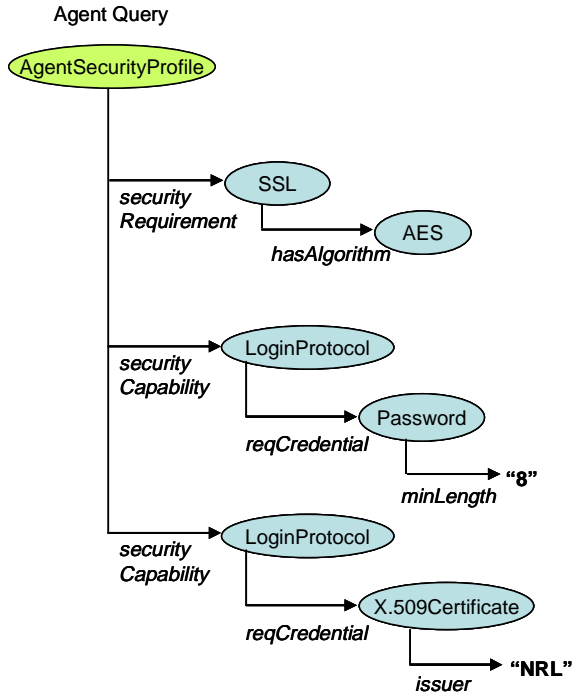 Agent Query
AgentSecurityProfile
security
Requirement
SSL
hasAlgorithm
AES
security
Capability
LoginProtocol
reqCredential
Password
minLength
“8”
security
Capability
LoginProtocol
reqCredential
X.509Certificate
issuer
“NRL”